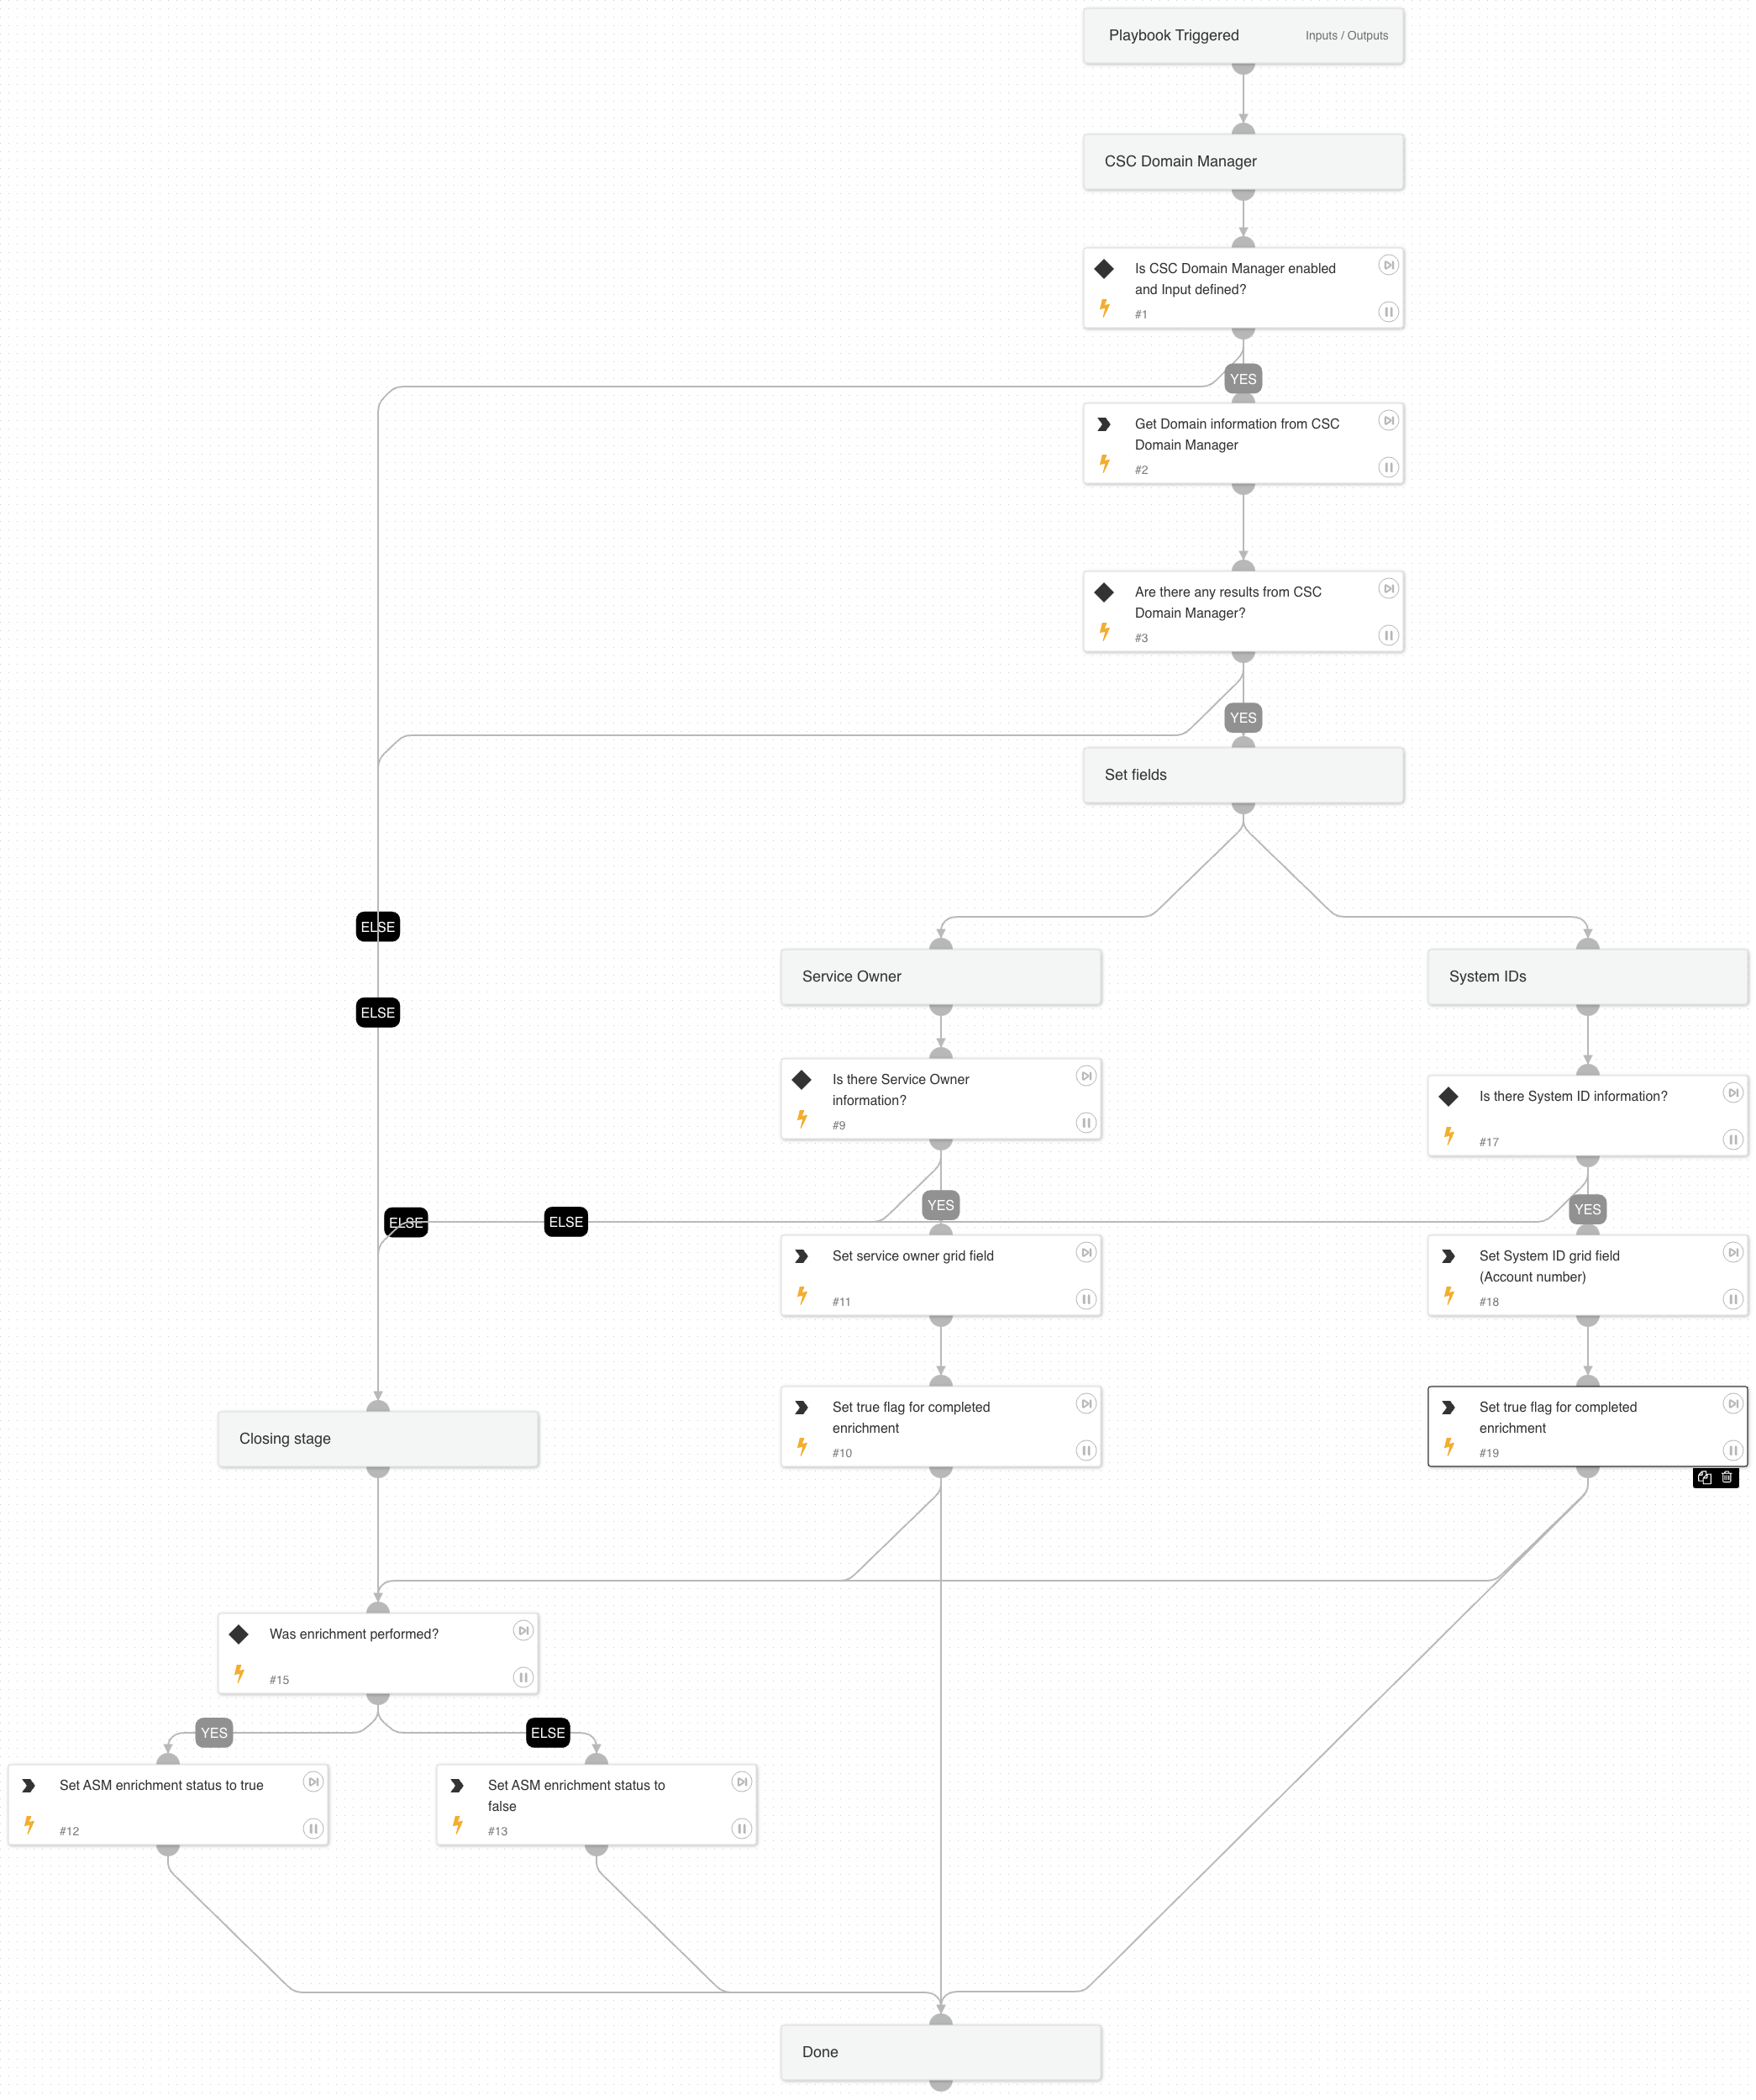 Playbook Triggered
Inputs / Outputs
CSC Domain Manager
Is CSC Domain Manager enabled
and Input defined?
#1
YES
Get Domain information from CSC
Domain Manager
#2
Are there any results from CSC
Domain Manager?
#3
YES
Set fields
ELSE
ELSE
Service Owner
System IDs
Is there Service Owner
information?
#9
Is there System ID information?
#17
ELSE
ELSE
YES
YES
Set service owner grid field
#11
Set System ID grid field
(Account number)
#18
Closing stage
Set true flag for completed
enrichment
#10
Set true flag for completed
enrichment
#19
Was enrichment performed?
#15
YES
ELSE
Set ASM enrichment status to true
#12
Set ASM enrichment status to
false
#13
Done